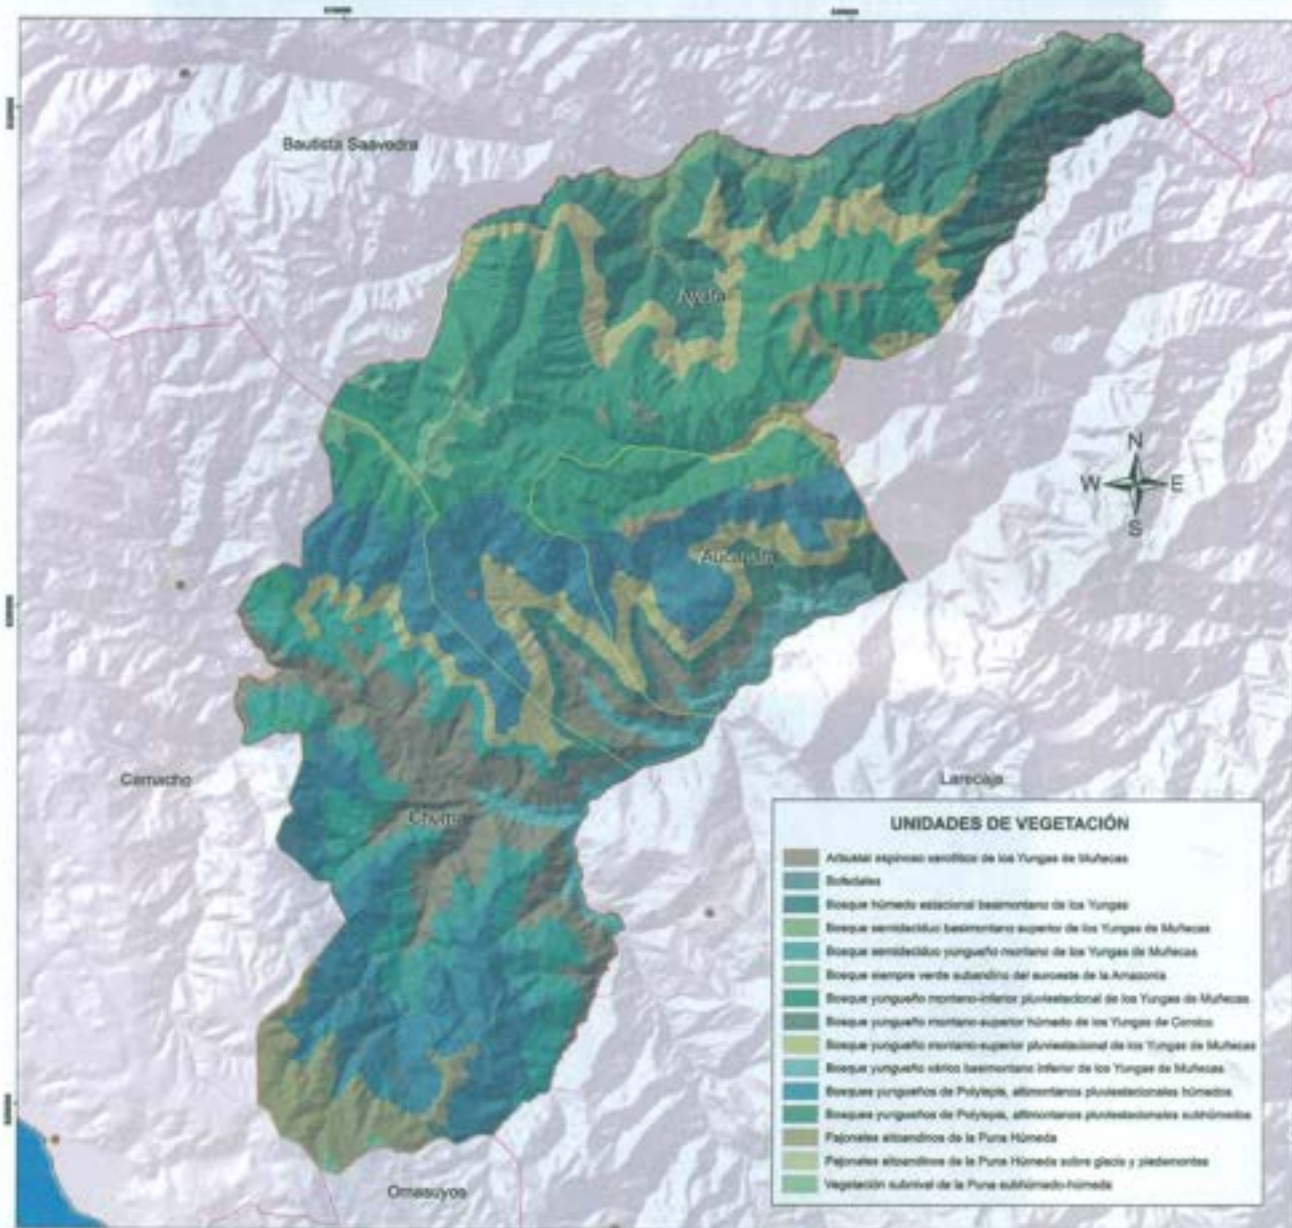 Bautista Saavedra
Ayata
N
W E
S
Aucapata
Camacho
Larecaja
Chuma
UNIDADES DE VEGETACIÓN
Arbustal espinoso xerofítico de los Yungas de Muñecas
Bofedales
Bosque húmedo estacional basimontano de los Yungas
Bosque semideciduo basimontano superior de los Yungas de Muñecas
Bosque semideciduo yungueño montano de los Yungas de Muñecas
Bosque siempre verde subandino del suroeste de la Amazonía
Bosque yungueño montano-inferior pluviestacional de los Yungas de Muñecas
Bosque yungueño montano-superior húmedo de los Yungas de
Bosque yungueño montano-superior pluviestacional de los Yungas de Muñecas
Bosque yungueño xérico basimontano inferior de los Yungas de Muñecas
Bosques yungueños de Polylepis, altimontanos pluviestacionales húmedos
Bosques yungueños de Polylepis, altimontanos pluviestacionales subhúmedos
Pajonales altoandinos de la Puna Húmeda
Pajonales altoandinos de la Puna Húmeda sobre glacis y piedemontes
Vegetación subnival de la Puna subhúmedo-húmeda
Omasuyos